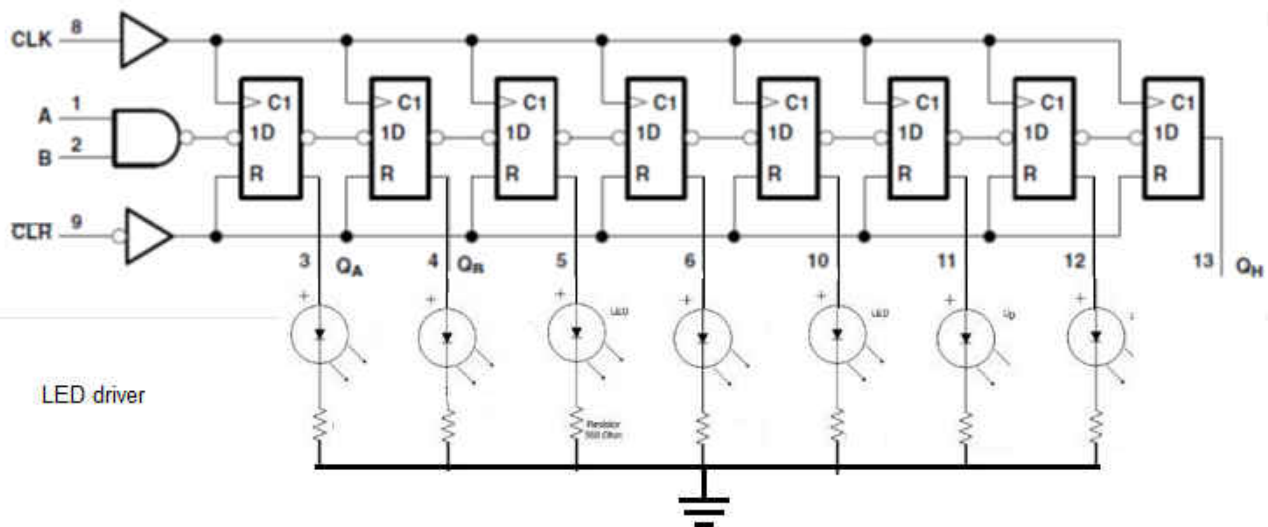 CLK 8
C1 C1 C1 C1 C1 C1 C1 C1
A 1
1D 1D 1D 1D 1D 1D 1D 1D
B 2
R R R R R R R R
CLR 9
3 QA 4 QB 5 6 10 11 12 13 QH
LED LED
LED driver
Resistor